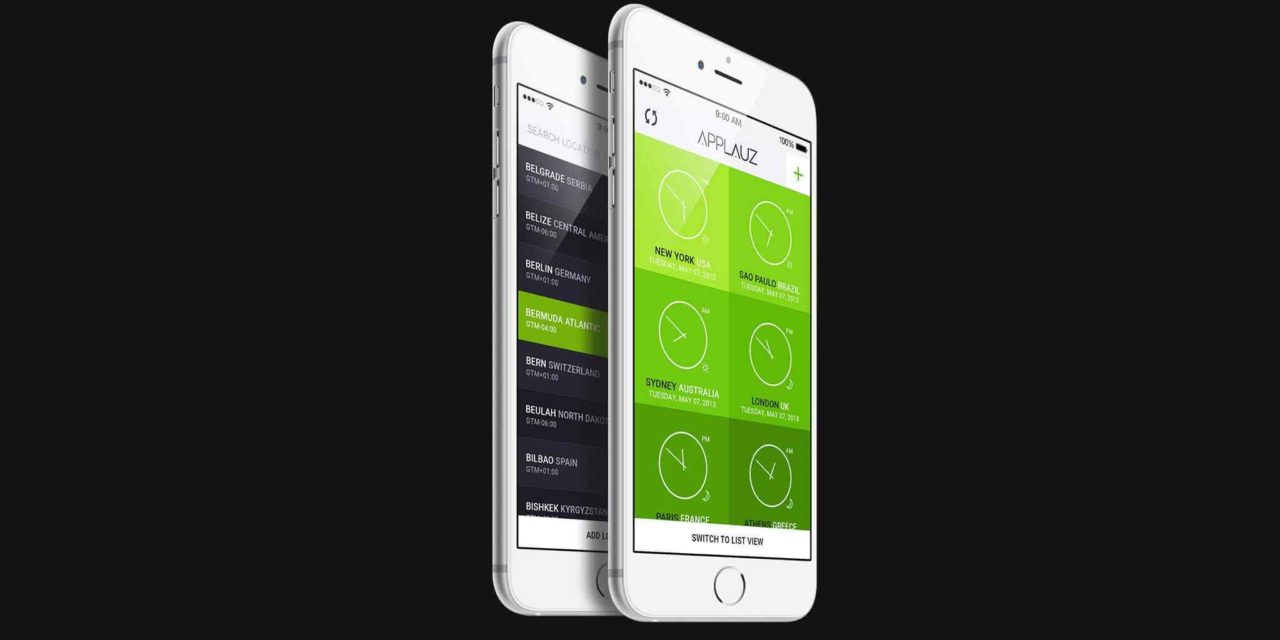 SEARCH LOCATION
BELGRADE SERBIA
GTM+01:00
BELIZE CENTRAL AMER
GTM-06:00
BERLIN GERMANY
GTM+01:00
BERMUDA ATLANTIC
GTM-04:00
BERN SWITZERLAND
GTM+01:00
BEULAH NORTH DAKOT
GTM-06:00
BILBAO SPAIN
GTM+01:00
BISHKEK KYRGYZSTAN
ADD LO
9:00 AM
100%
APPLAUZ
+
PM
NEW YORK USA
TUESDAY, MAY 07, 2013
AM
SAO PAULO BRAZIL
TUESDAY, MAY 07, 2013
AM
SYDNEY AUSTRALIA
TUESDAY, MAY 07, 2013
PM
LONDON UK
TUESDAY, MAY 07, 2013
PM
PARIS FRANCE
AM
ATHENS GREECE
SWITCH TO LIST VIEW